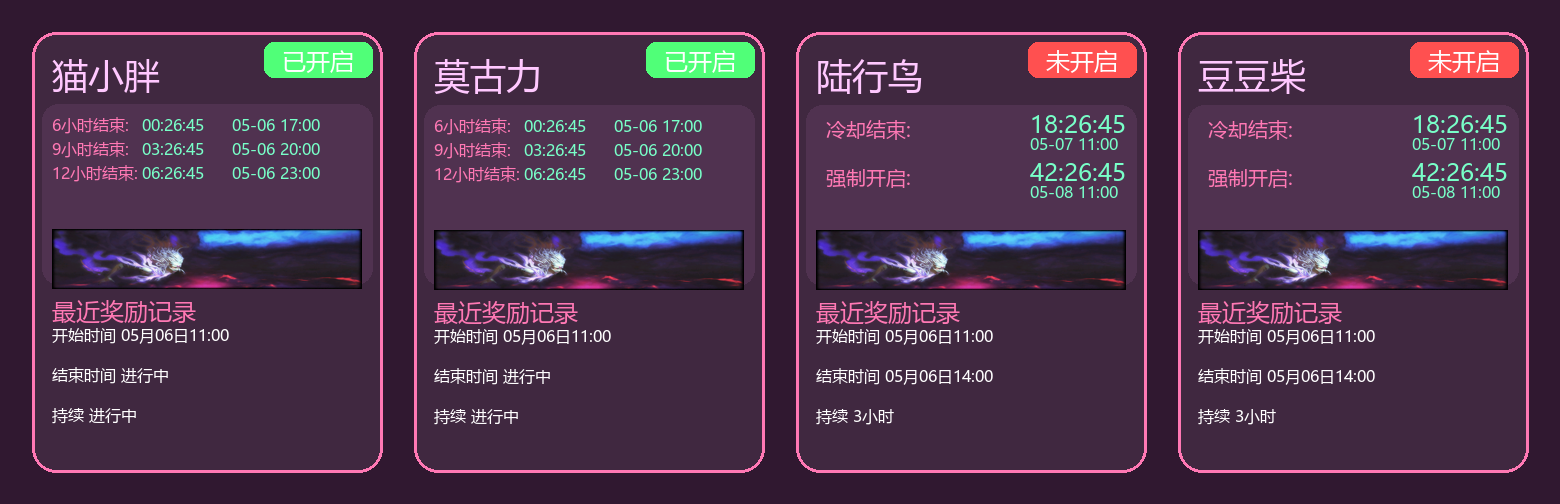 猫小胖
已开启
6小时结束: 00:26:45 05-06 17:00
9小时结束: 03:26:45 05-06 20:00
12小时结束: 06:26:45 05-06 23:00
最近奖励记录
开始时间 05月06日11:00
结束时间 进行中
持续 进行中
莫古力
已开启
6小时结束: 00:26:45 05-06 17:00
9小时结束: 03:26:45 05-06 20:00
12小时结束: 06:26:45 05-06 23:00
最近奖励记录
开始时间 05月06日11:00
结束时间 进行中
持续 进行中
陆行鸟
未开启
冷却结束: 18:26:45
05-07 11:00
强制开启: 42:26:45
05-08 11:00
最近奖励记录
开始时间 05月06日11:00
结束时间 05月06日14:00
持续 3小时
豆豆柴
未开启
冷却结束: 18:26:45
05-07 11:00
强制开启: 42:26:45
05-08 11:00
最近奖励记录
开始时间 05月06日11:00
结束时间 05月06日14:00
持续 3小时